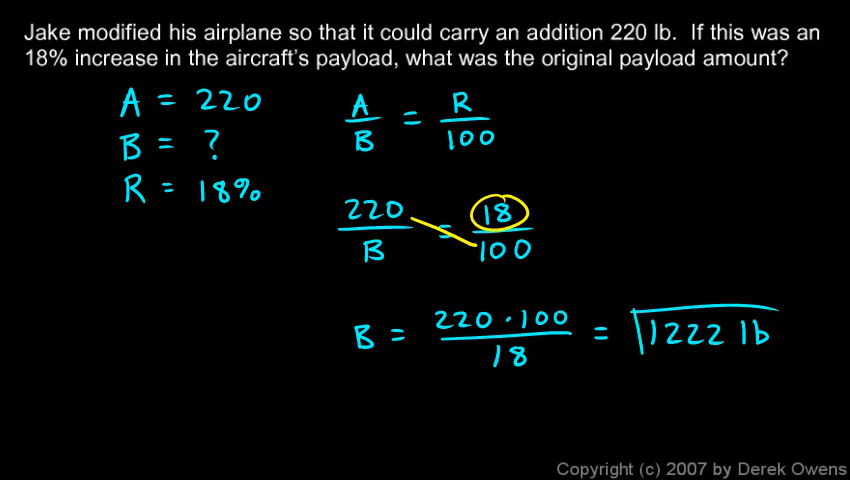 Jake modified his airplane so that it could carry an addition 220 lb. If this was an
18% increase in the aircraft's payload, what was the original payload amount?
A = 220
B = ?
R = 18%
A/B = R/100
220/B = 18/100
B = 220 · 100/18 = 1222 lb
Copyright (c) 2007 by Derek Owens